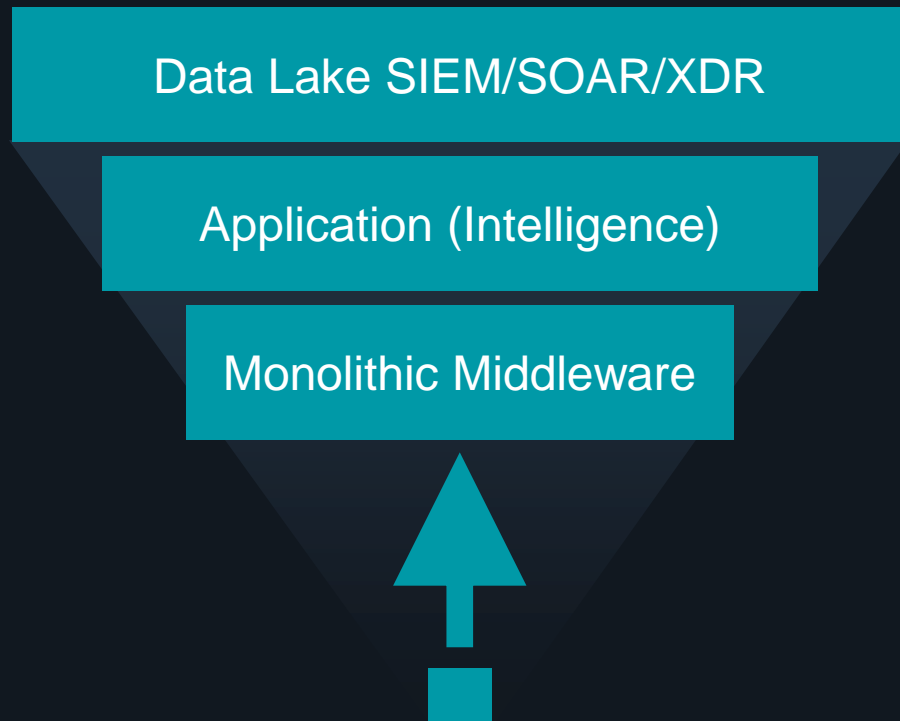 Data Lake SIEM/SOAR/XDR
Application (Intelligence)
Monolithic Middleware